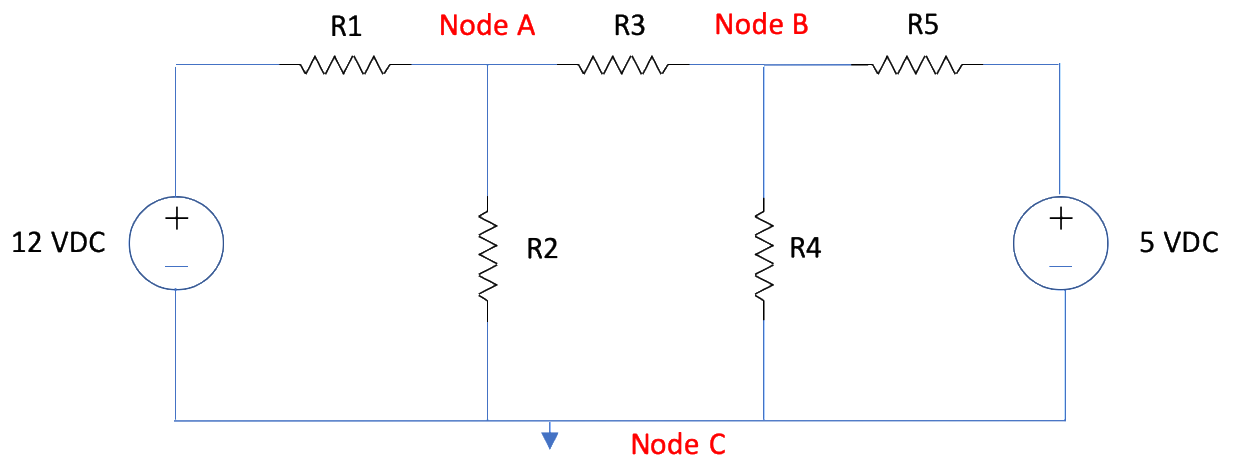 R1
Node A
R3
Node B
R5
12 VDC
+
R2
R4
+
5 VDC
Node C